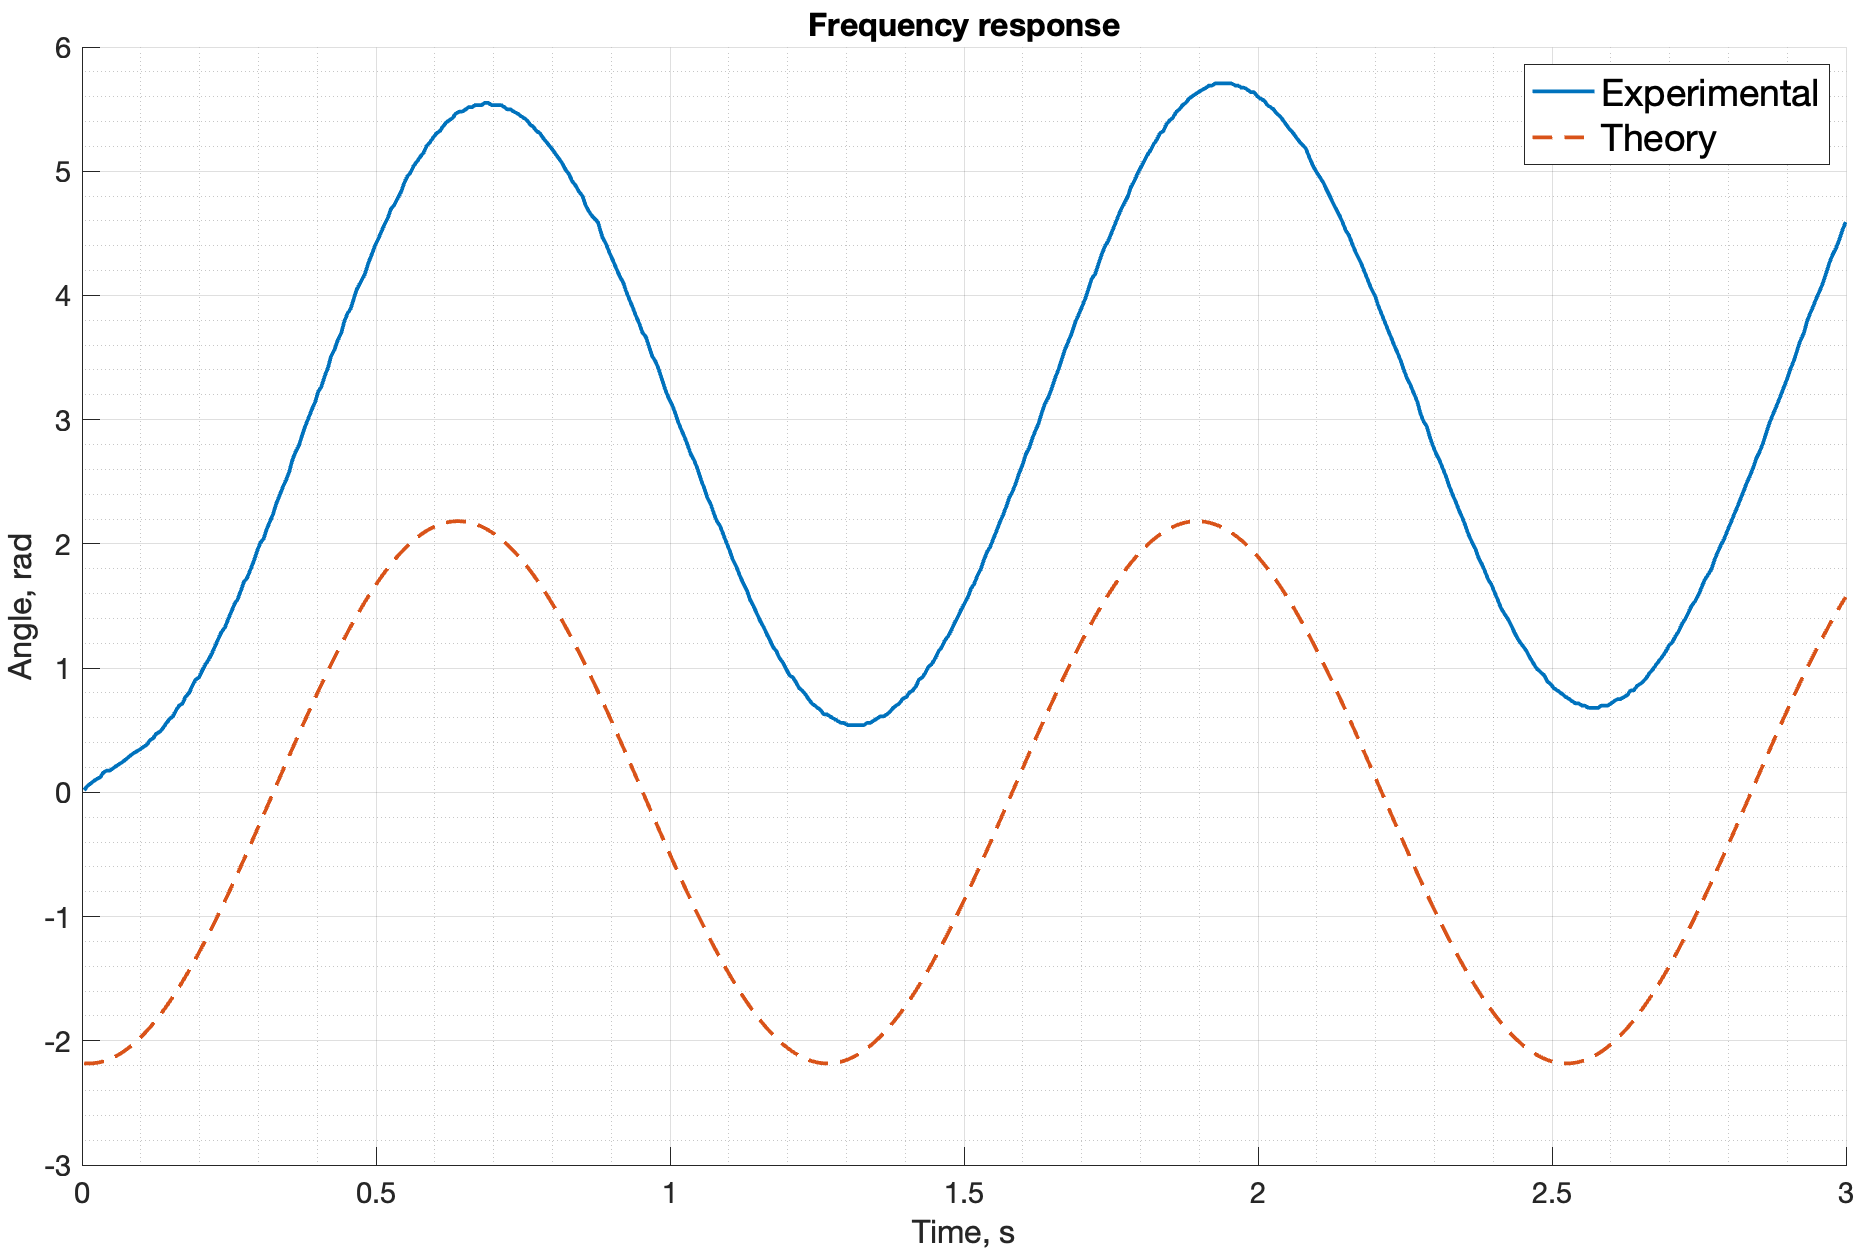 Frequency response
Experimental
Theory
Angle, rad
6
5
4
3
2
1
0
-1
-2
-3
0 0.5 1 1.5 2 2.5 3
Time, s